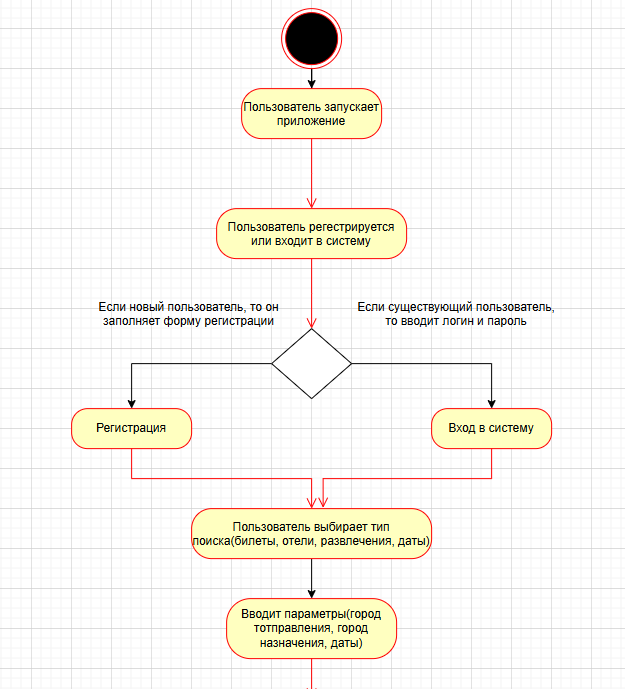 Пользователь запускает
приложение
Пользователь регестрируется
или входит в систему
Если новый пользователь, то он
заполняет форму регистрации
Если существующий пользователь,
то вводит логин и пароль
Регистрация
Вход в систему
Пользователь выбирает тип
поиска(билеты, отели, развлечения, даты)
Вводит параметры(город
тотправления, город
назначения, даты)